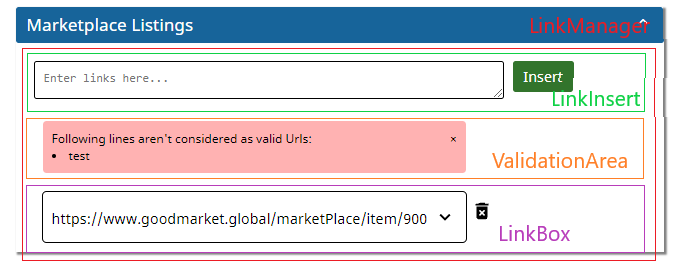 Marketplace Listings
LinkManager
Enter links here...
Insert
LinkInsert
Following lines aren't considered as valid Urls:
×
• test
ValidationArea
https://www.goodmarket.global/marketPlace/item/900
LinkBox